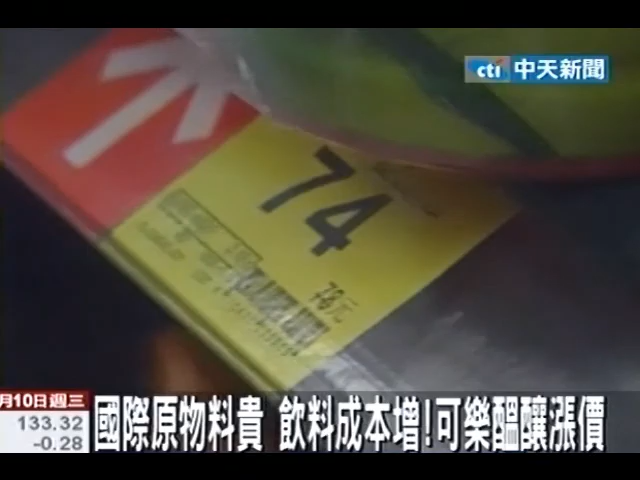 cti 中天新聞
74
78元
月10日週三
133.32
-0.28
國際原物料貴 飲料成本增!可樂醞釀漲價